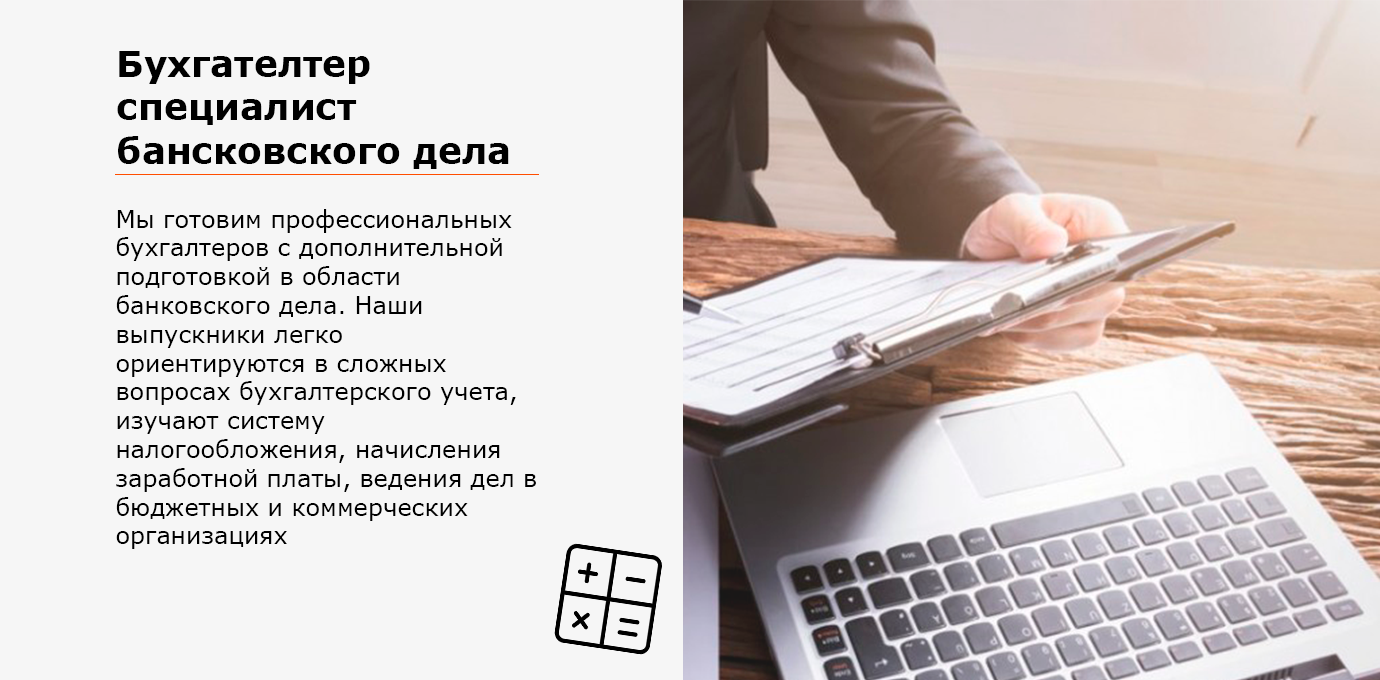 Бухгателтер
специалист
бансковского дела
Мы готовим профессиональных
бухгалтеров с дополнительной
подготовкой в области
банковского дела. Наши
выпускники легко
ориентируются в сложных
вопросах бухгалтерского учета,
изучают систему
налогообложения, начисления
заработной платы, ведения дел в
бюджетных и коммерческих
организациях